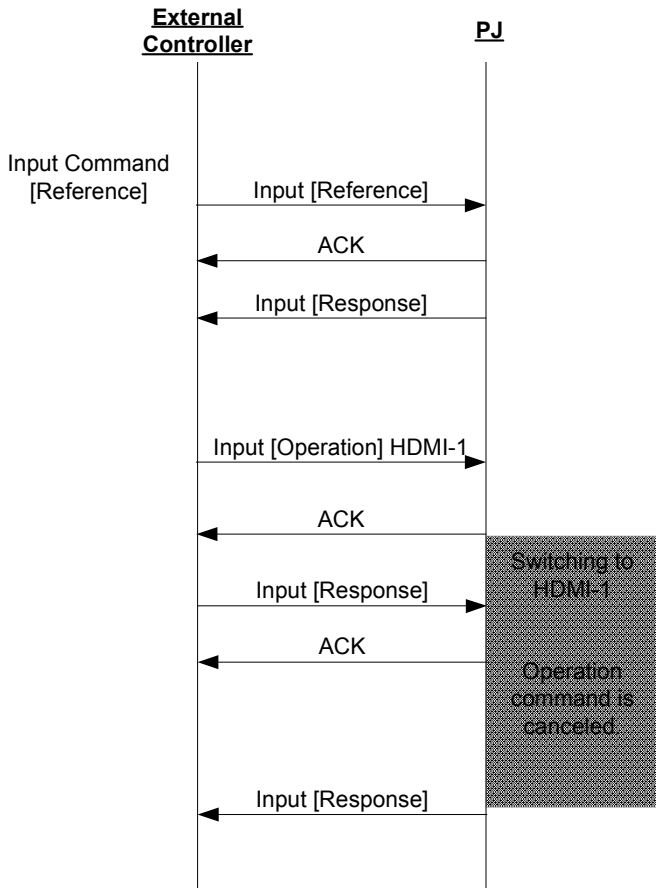 External
Controller
PJ
Input Command
[Reference]
Input [Reference]
ACK
Input [Response]
Input [Operation] HDMI-1
ACK
Switching to
HDMI-1
Input [Response]
ACK
Operation
command is
canceled.
Input [Response]